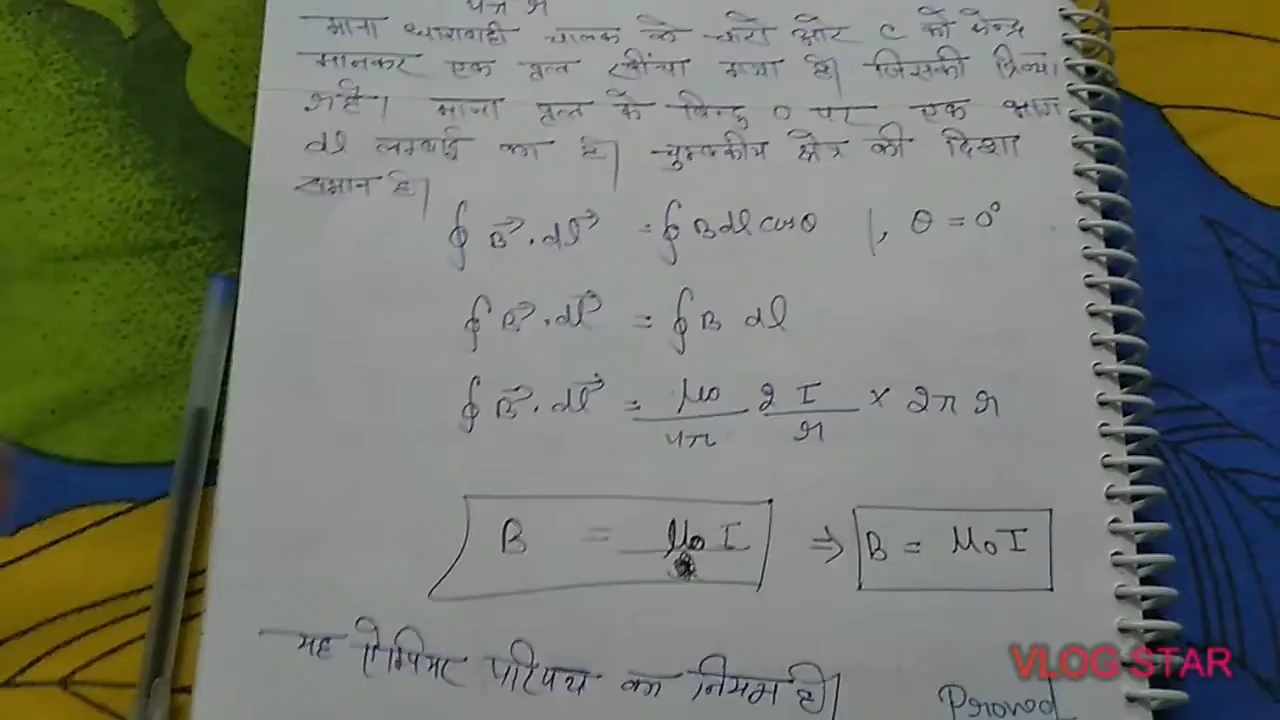 माना धारावाही चालक के चारो ओर C को केन्द्र
मानकर एक वृत्त खींचा गया है। जिसकी त्रिज्या
r है। माना वृत्त के बिन्दु O पर एक भाग
dl लम्बाई का है। चुम्बकीय क्षेत्र की दिशा
समान है।
∮ B⃗ . dl⃗ = ∮ B dl cosθ |, θ = 0°
∮ B⃗ . dl⃗ = ∮ B dl
∮ B⃗ . dl⃗ = μ₀/4π 2I/r × 2πr
B = μ₀ I ⇒ B = μ₀ I
यह ऐम्पियर परिपथ का नियम है।
Proved
VLOG STAR